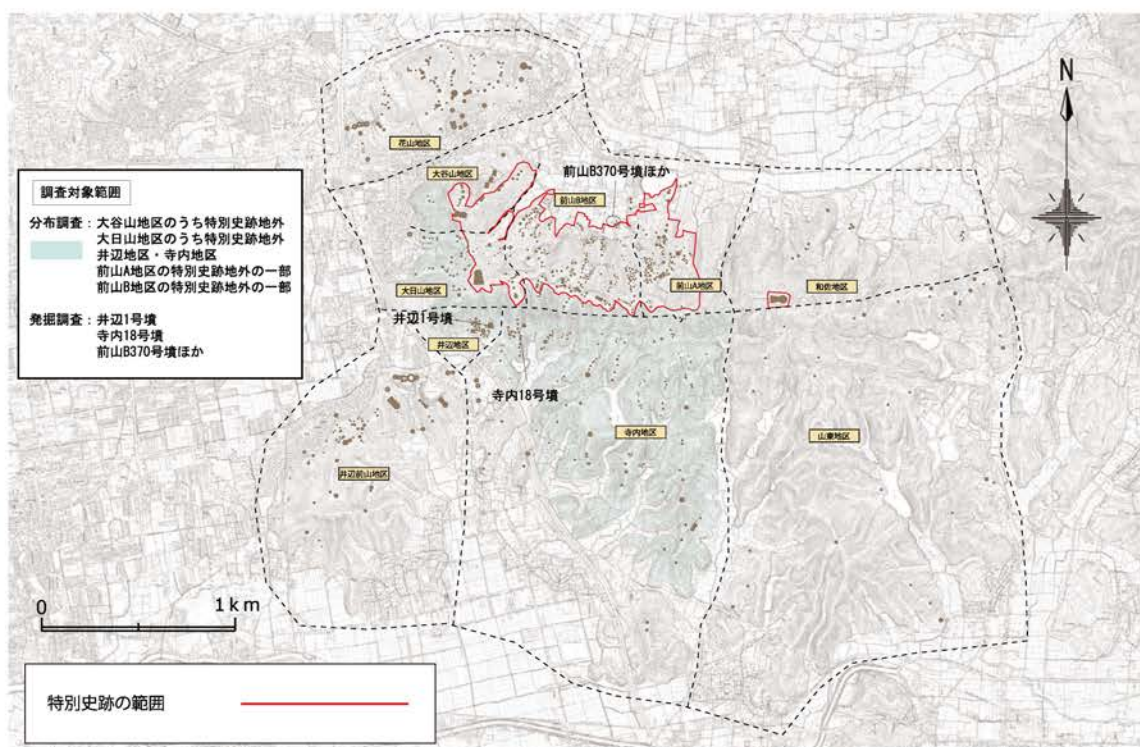 N
花山地区
大谷山地区
前山B370号墳ほか
前山B地区
調査対象範囲
分布調査：大谷山地区のうち特別史跡地外
大日山地区のうち特別史跡地外
井辺地区・寺内地区
前山A地区の特別史跡地外の一部
前山B地区の特別史跡地外の一部
発掘調査：井辺1号墳
寺内18号墳
前山B370号墳ほか
大日山地区
前山A地区
和佐地区
井辺1号墳
井辺地区
寺内18号墳
寺内地区
山東地区
井辺前山地区
0 1km
特別史跡の範囲